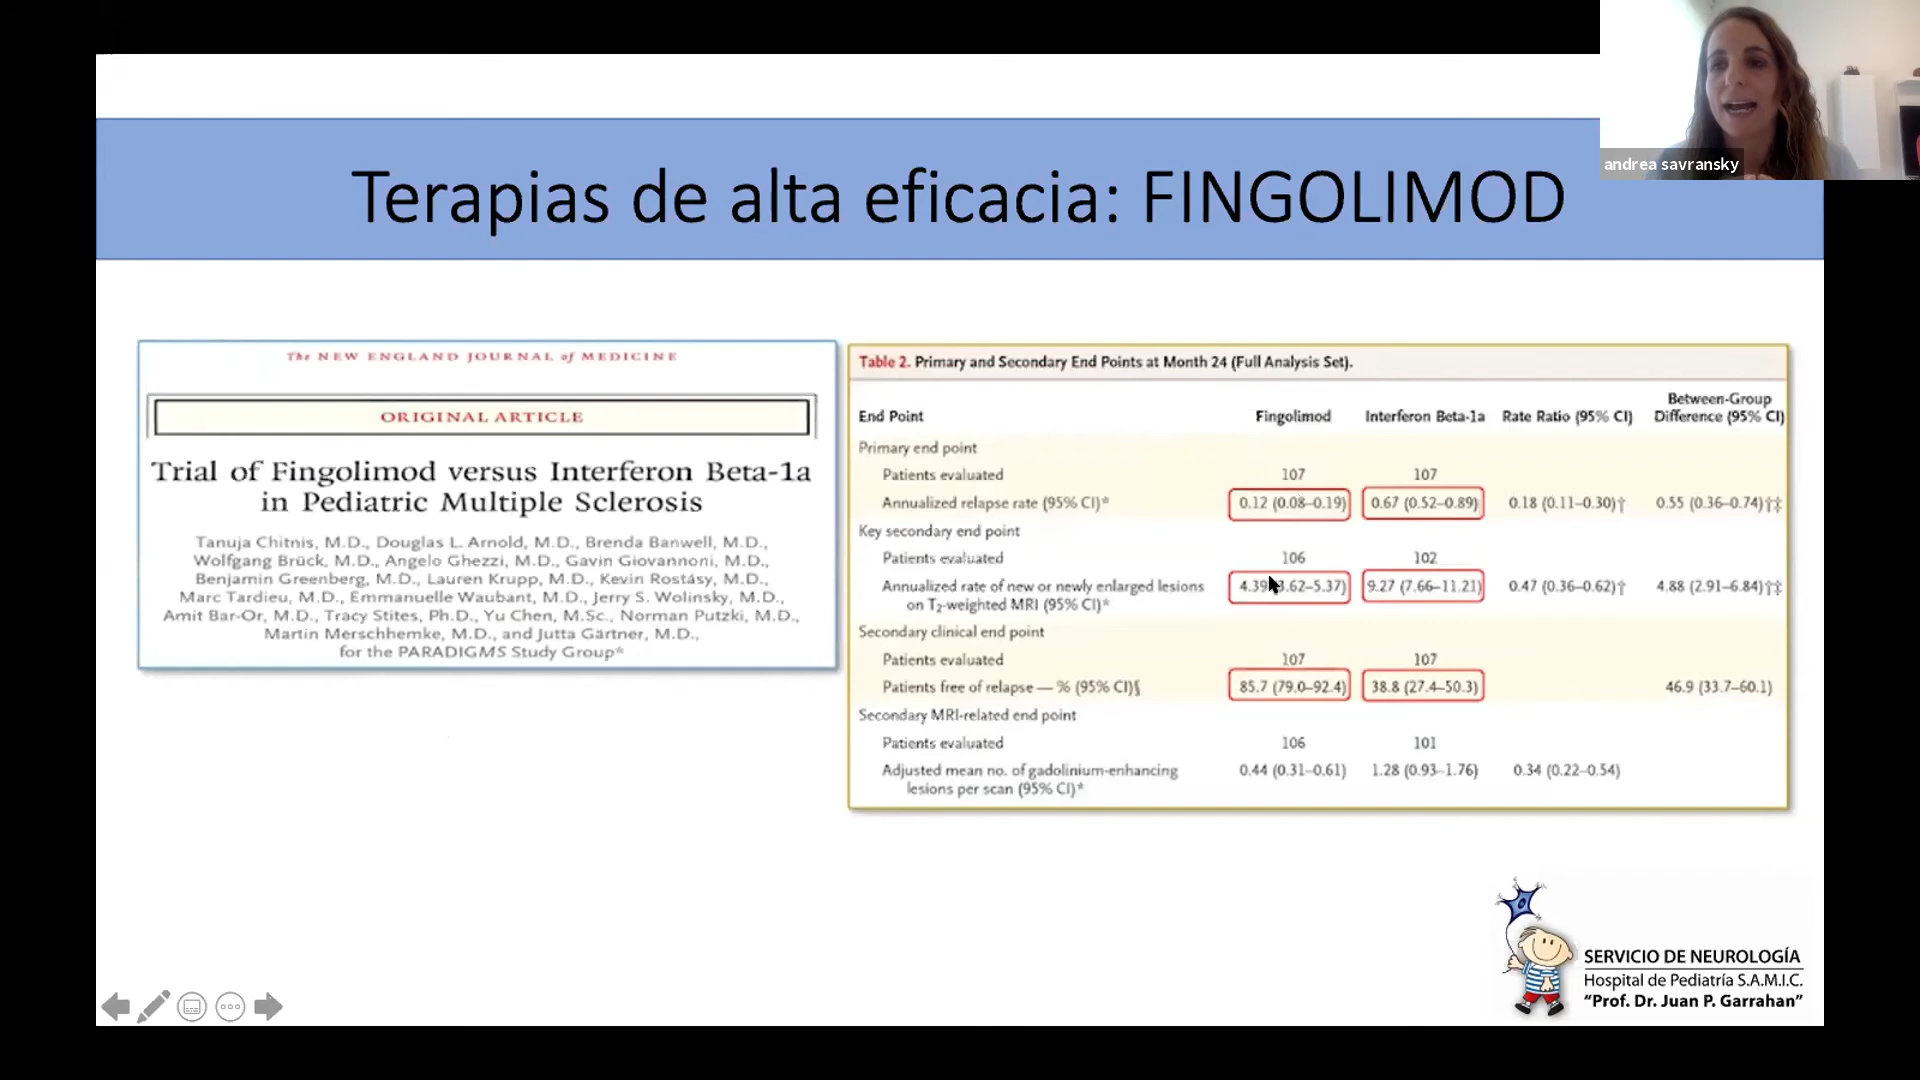 andrea savransky
Terapias de alta eficacia: FINGOLIMOD
The NEW ENGLAND JOURNAL of MEDICINE
ORIGINAL ARTICLE
Trial of Fingolimod versus Interferon Beta-1a
in Pediatric Multiple Sclerosis
Tanuja Chitnis, M.D., Douglas L. Arnold, M.D., Brenda Banwell, M.D.,
Wolfgang Brück, M.D., Angelo Ghezzi, M.D., Gavin Giovannoni, M.D.,
Benjamin Greenberg, M.D., Lauren Krupp, M.D., Kevin Rostásy, M.D.,
Marc Tardieu, M.D., Emmanuelle Waubant, M.D., Jerry S. Wolinsky, M.D.,
Amit Bar-Or, M.D., Tracy Stites, Ph.D., Yu Chen, M.Sc., Norman Putzki, M.D.,
Martin Merschhemke, M.D., and Jutta Gärtner, M.D.,
for the PARADIGMS Study Group*
Table 2. Primary and Secondary End Points at Month 24 (Full Analysis Set).
End Point Fingolimod Interferon Beta-1a Rate Ratio (95% CI) Between-Group Difference (95% CI)
Primary end point
Patients evaluated 107 107
Annualized relapse rate (95% CI)* 0.12 (0.08–0.19) 0.67 (0.52–0.89) 0.18 (0.11–0.30)† 0.55 (0.36–0.74)†‡
Key secondary end point
Patients evaluated 106 102
Annualized rate of new or newly enlarged lesions 4.39 3.62–5.37) 9.27 (7.66–11.21) 0.47 (0.36–0.62)† 4.88 (2.91–6.84)†‡
on T2-weighted MRI (95% CI)*
Secondary clinical end point
Patients evaluated 107 107
Patients free of relapse — % (95% CI)§ 85.7 (79.0–92.4) 38.8 (27.4–50.3) 46.9 (33.7–60.1)
Secondary MRI-related end point
Patients evaluated 106 101
Adjusted mean no. of gadolinium-enhancing 0.44 (0.31–0.61) 1.28 (0.93–1.76) 0.34 (0.22–0.54)
lesions per scan (95% CI)*
SERVICIO DE NEUROLOGÍA
Hospital de Pediatría S.A.M.I.C.
"Prof. Dr. Juan P. Garrahan"